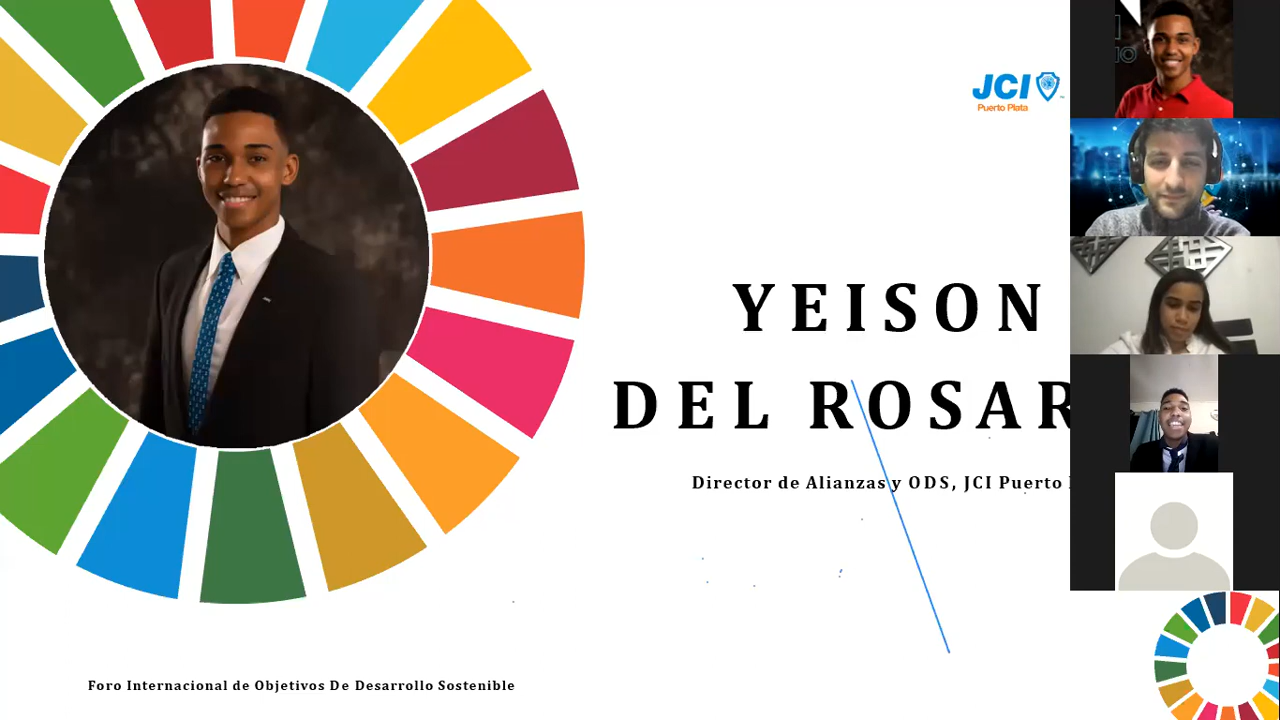 JCI
Puerto Plata
YEISON
DEL ROSAR
Director de Alianzas y ODS, JCI Puerto
Foro Internacional de Objetivos De Desarrollo Sostenible